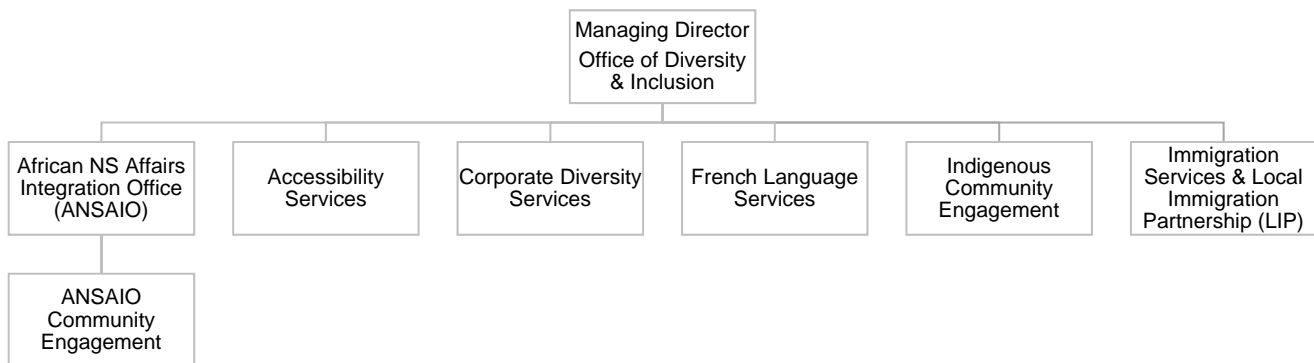 Managing Director
Office of Diversity
& Inclusion
African NS Affairs
Integration Office
(ANSAIO)
Accessibility
Services
Corporate Diversity
Services
French Language
Services
Indigenous
Community
Engagement
Immigration
Services & Local
Immigration
Partnership (LIP)
ANSAIO
Community
Engagement